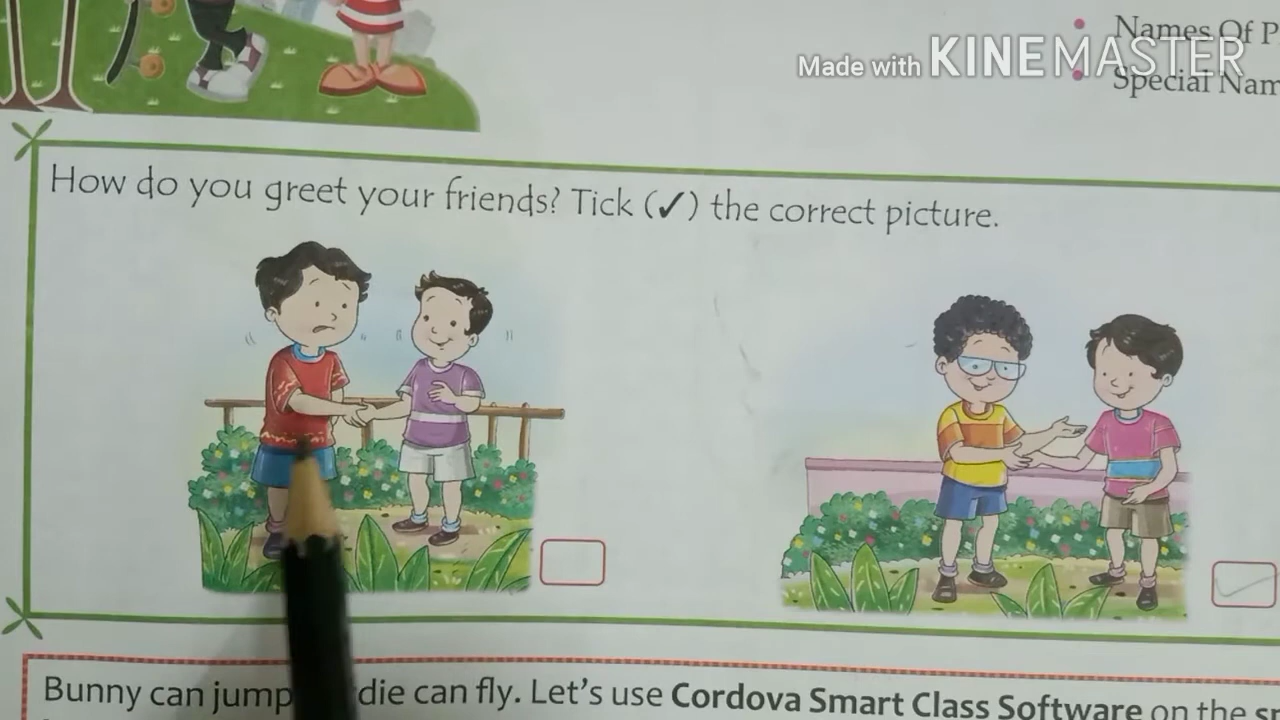 Names Of P
Made with KINEMASTER
Special Nam
How do you greet your friends? Tick (✓) the correct picture.
Bunny can jump die can fly. Let's use Cordova Smart Class Software on the